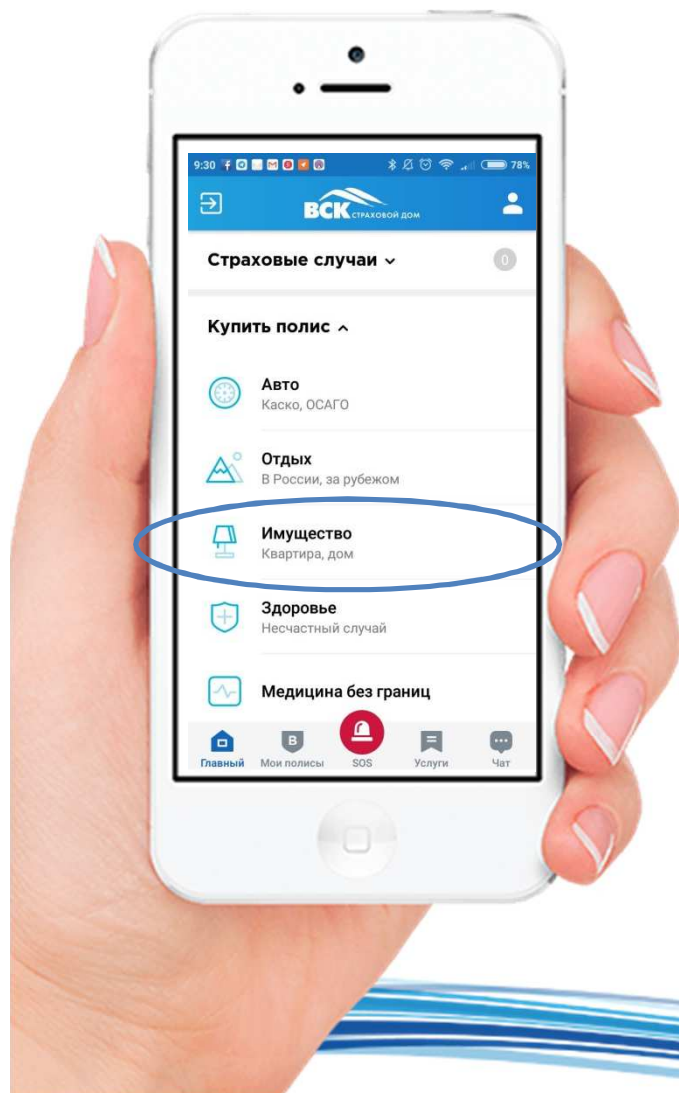 9:30
78%
ВСК СТРАХОВОЙ ДОМ
Страховые случаи
0
Купить полис
Авто
Каско, ОСАГО
Отдых
В России, за рубежом
Имущество
Квартира, дом
Здоровье
Несчастный случай
Медицина без границ
В
Главный Мои полисы SOS Услуги Чат